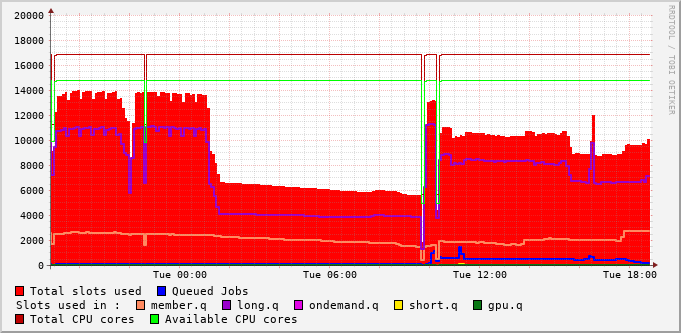 20000
18000
16000
14000
12000
10000
8000
6000
4000
2000
0
Tue 00:00 Tue 06:00 Tue 12:00 Tue 18:00
RRDTOOL / TOBI OETIKER
Total slots used Queued Jobs
Slots used in : member.q long.q ondemand.q short.q gpu.q
Total CPU cores Available CPU cores